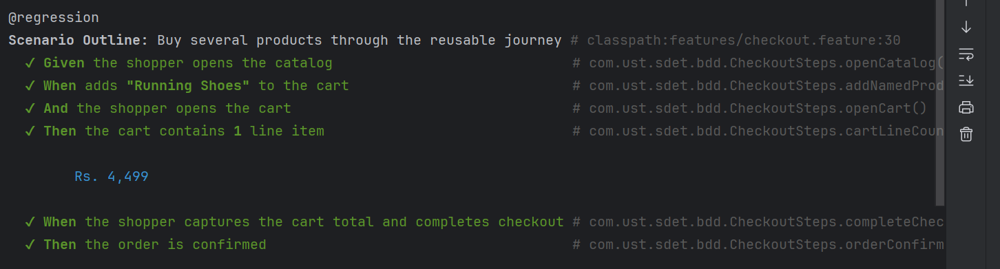 @regression
Scenario Outline: Buy several products through the reusable journey # classpath:features/checkout.feature:30
✓ Given the shopper opens the catalog # com.ust.sdet.bdd.CheckoutSteps.openCatalog(
✓ When adds "Running Shoes" to the cart # com.ust.sdet.bdd.CheckoutSteps.addNamedProd
✓ And the shopper opens the cart # com.ust.sdet.bdd.CheckoutSteps.openCart()
✓ Then the cart contains 1 line item # com.ust.sdet.bdd.CheckoutSteps.cartLineCoun
Rs. 4,499
✓ When the shopper captures the cart total and completes checkout # com.ust.sdet.bdd.CheckoutSteps.completeChec
✓ Then the order is confirmed # com.ust.sdet.bdd.CheckoutSteps.orderConfirm